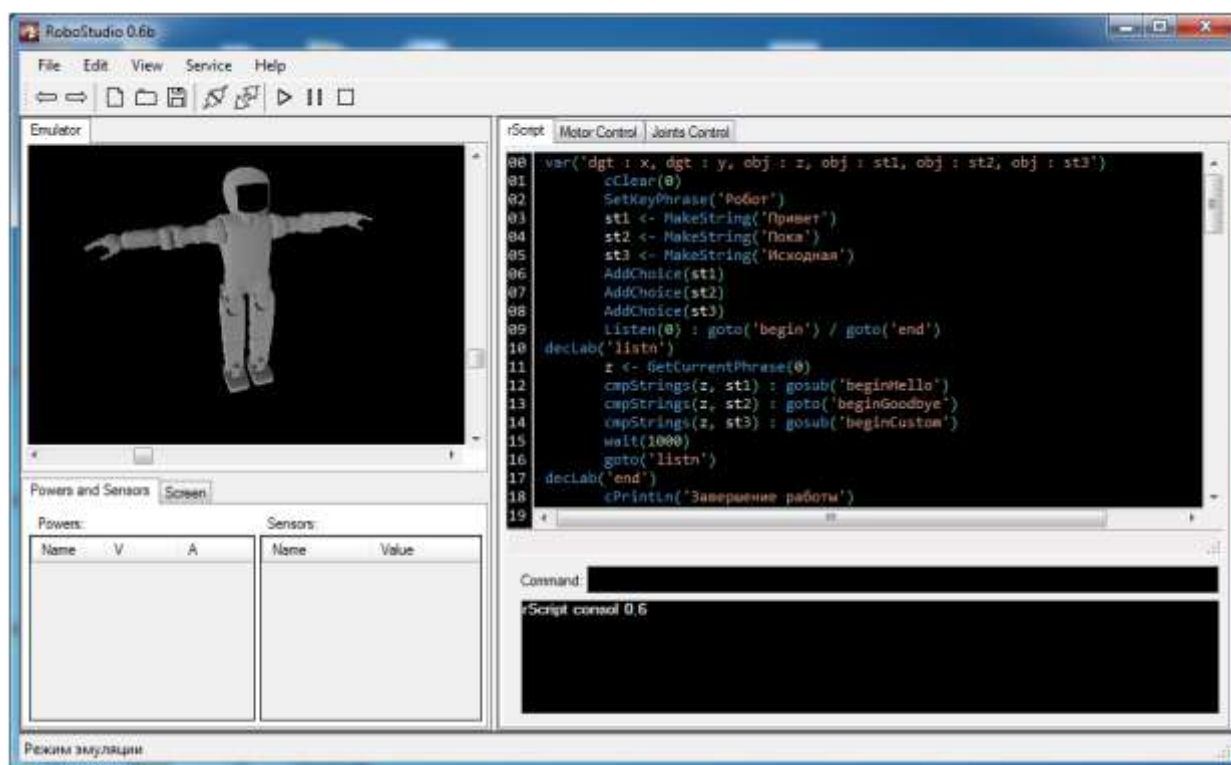 RoboStudio 0.6b
File Edit View Service Help
Emulator
rScript Motor Control Joints Control
00 var('dgt : x, dgt : y, obj : z, obj : st1, obj : st2, obj : st3')
01 cClear(0)
02 SetKeyPhrase('Робот')
03 st1 <- MakeString('Привет')
04 st2 <- MakeString('Пока')
05 st3 <- MakeString('Исходная')
06 AddChoice(st1)
07 AddChoice(st2)
08 AddChoice(st3)
09 Listen(0) : goto('begin') / goto('end')
10 decLab('listn')
11 z <- GetCurrentPhrase(0)
12 cmpStrings(z, st1) : gosub('beginHello')
13 cmpStrings(z, st2) : goto('beginGoodbye')
14 cmpStrings(z, st3) : gosub('beginCustom')
15 wait(1000)
16 goto('listn')
17 decLab('end')
18 cPrintLn('Завершение работы')
19
Powers and Sensors Screen
Powers: Sensors:
Name V A Name Value
Command:
rScript consol 0.6
Режим эмуляции